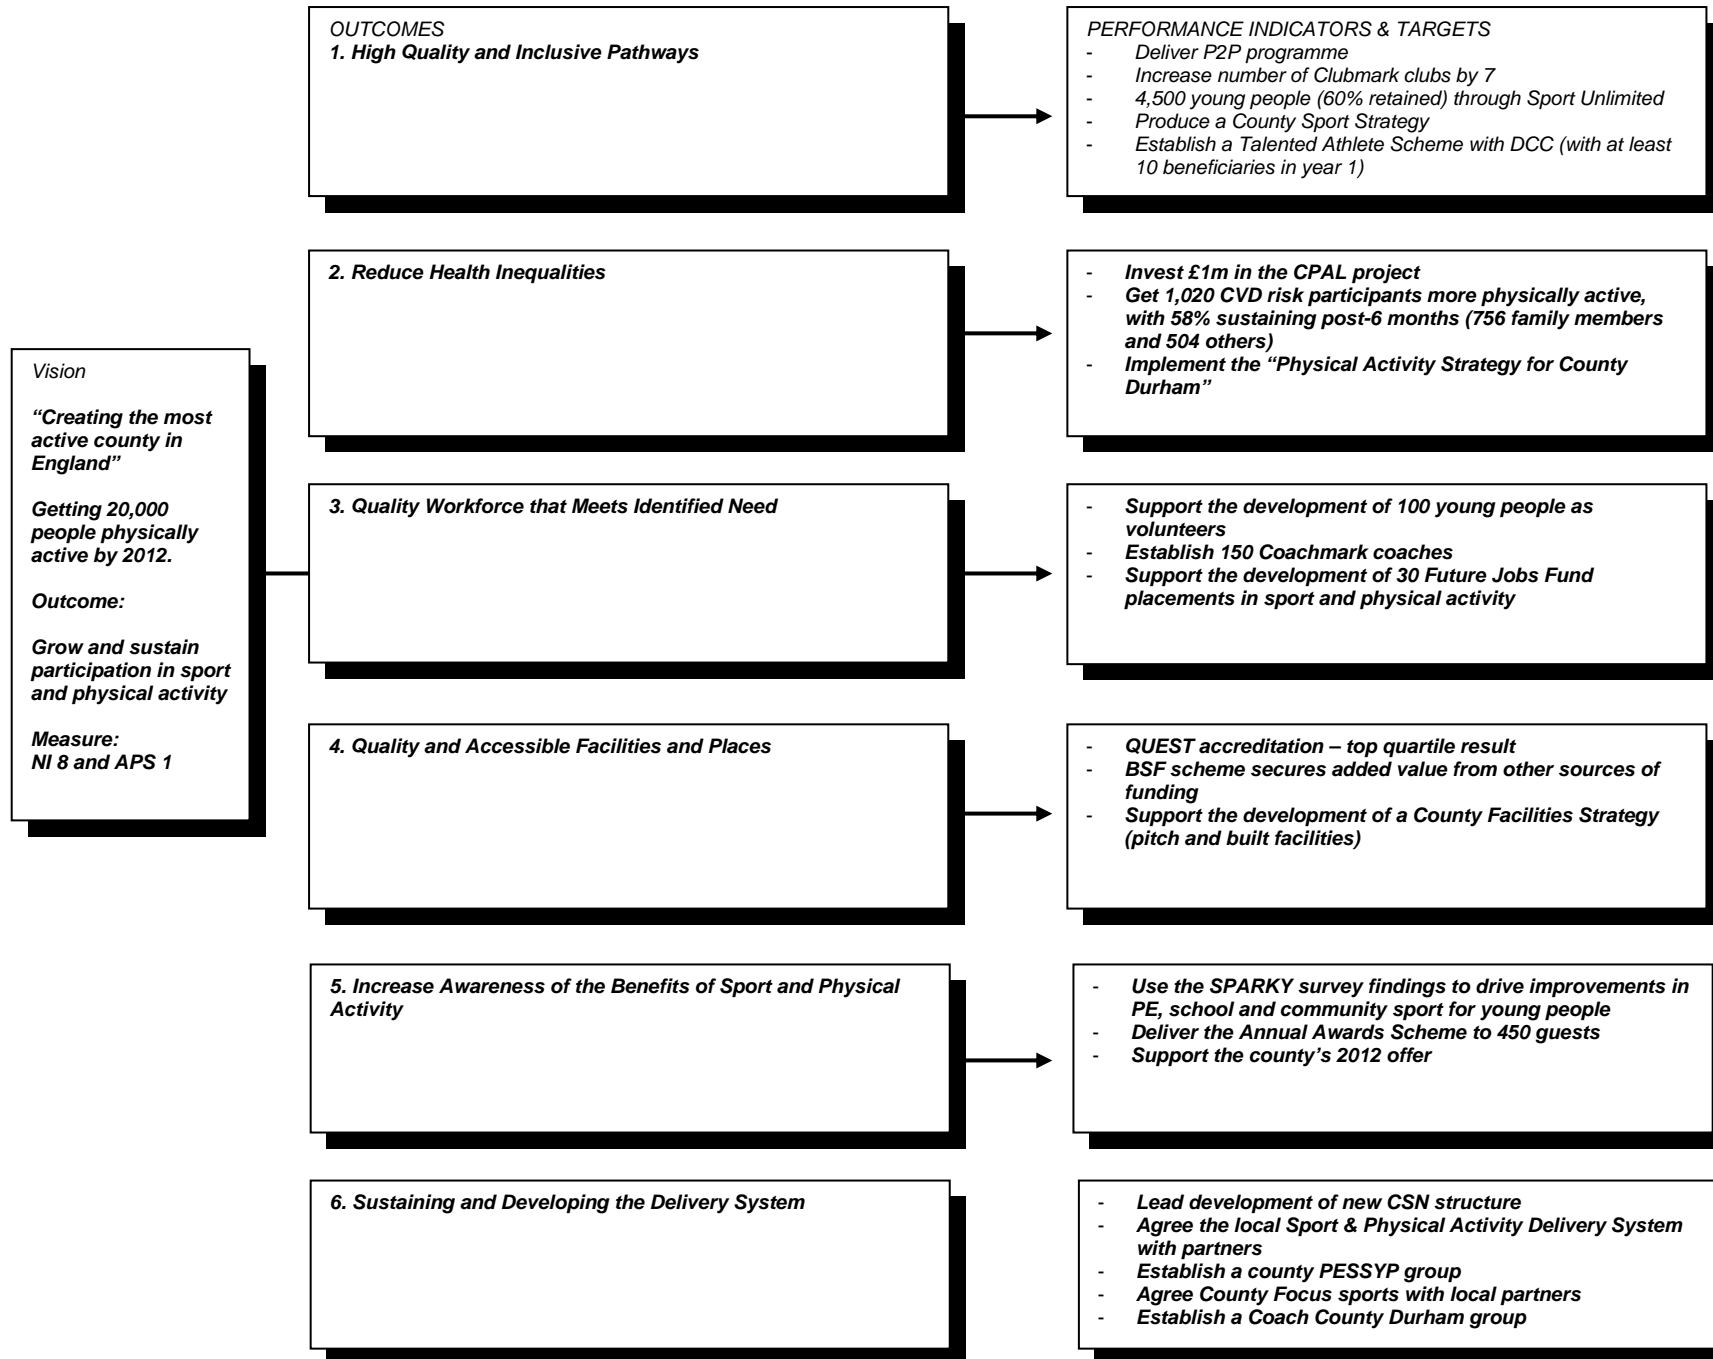 OUTCOMES
1. High Quality and Inclusive Pathways
PERFORMANCE INDICATORS & TARGETS
- Deliver P2P programme
- Increase number of Clubmark clubs by 7
- 4,500 young people (60% retained) through Sport Unlimited
- Produce a County Sport Strategy
- Establish a Talented Athlete Scheme with DCC (with at least
10 beneficiaries in year 1)
2. Reduce Health Inequalities
- Invest £1m in the CPAL project
- Get 1,020 CVD risk participants more physically active,
with 58% sustaining post-6 months (756 family members
and 504 others)
- Implement the “Physical Activity Strategy for County
Durham”
Vision
“Creating the most
active county in
England”
Getting 20,000
people physically
active by 2012.
Outcome:
Grow and sustain
participation in sport
and physical activity
Measure:
NI 8 and APS 1
3. Quality Workforce that Meets Identified Need
- Support the development of 100 young people as
volunteers
- Establish 150 Coachmark coaches
- Support the development of 30 Future Jobs Fund
placements in sport and physical activity
4. Quality and Accessible Facilities and Places
- QUEST accreditation – top quartile result
- BSF scheme secures added value from other sources of
funding
- Support the development of a County Facilities Strategy
(pitch and built facilities)
5. Increase Awareness of the Benefits of Sport and Physical
Activity
- Use the SPARKY survey findings to drive improvements in
PE, school and community sport for young people
- Deliver the Annual Awards Scheme to 450 guests
- Support the county’s 2012 offer
6. Sustaining and Developing the Delivery System
- Lead development of new CSN structure
- Agree the local Sport & Physical Activity Delivery System
with partners
- Establish a county PESSYP group
- Agree County Focus sports with local partners
- Establish a Coach County Durham group